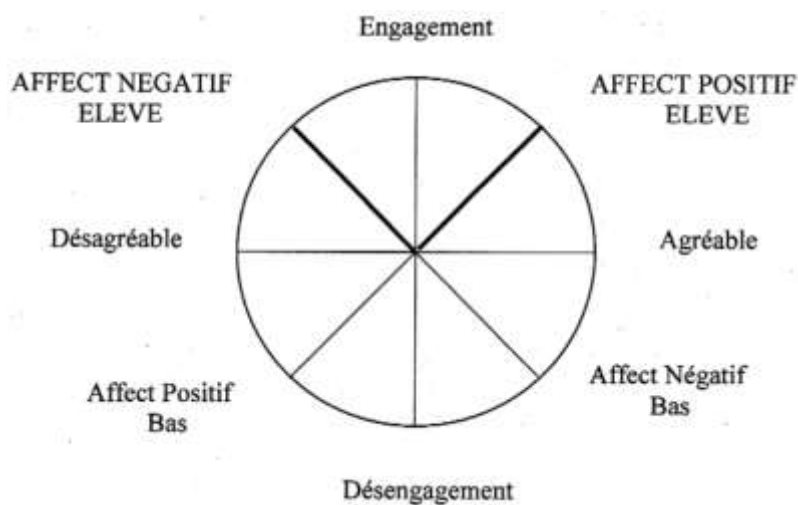 Engagement
AFFECT NEGATIF
ELEVE
AFFECT POSITIF
ELEVE
Désagréable
Agréable
Affect Positif
Bas
Affect Négatif
Bas
Désengagement